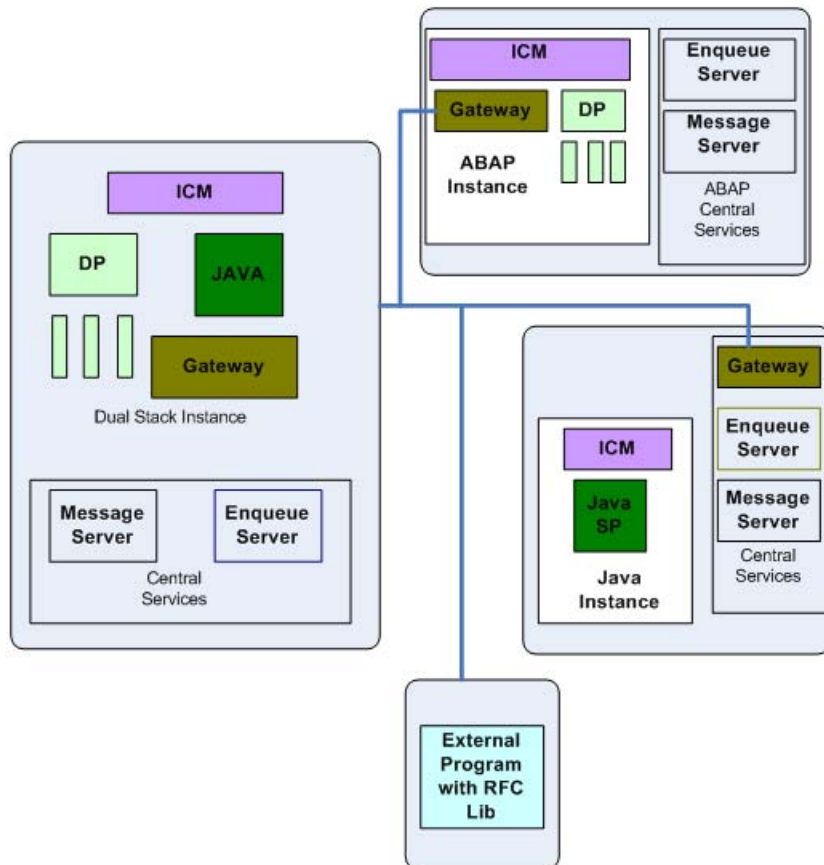 ICM
DP
JAVA
Gateway
Dual Stack Instance
Message
Server
Enqueue
Server
Central
Services
ICM
Gateway
DP
ABAP
Instance
Enqueue
Server
Message
Server
ABAP
Central
Services
ICM
Java
SP
Java
Instance
Gateway
Enqueue
Server
Message
Server
Central
Services
External
Program
with RFC
Lib